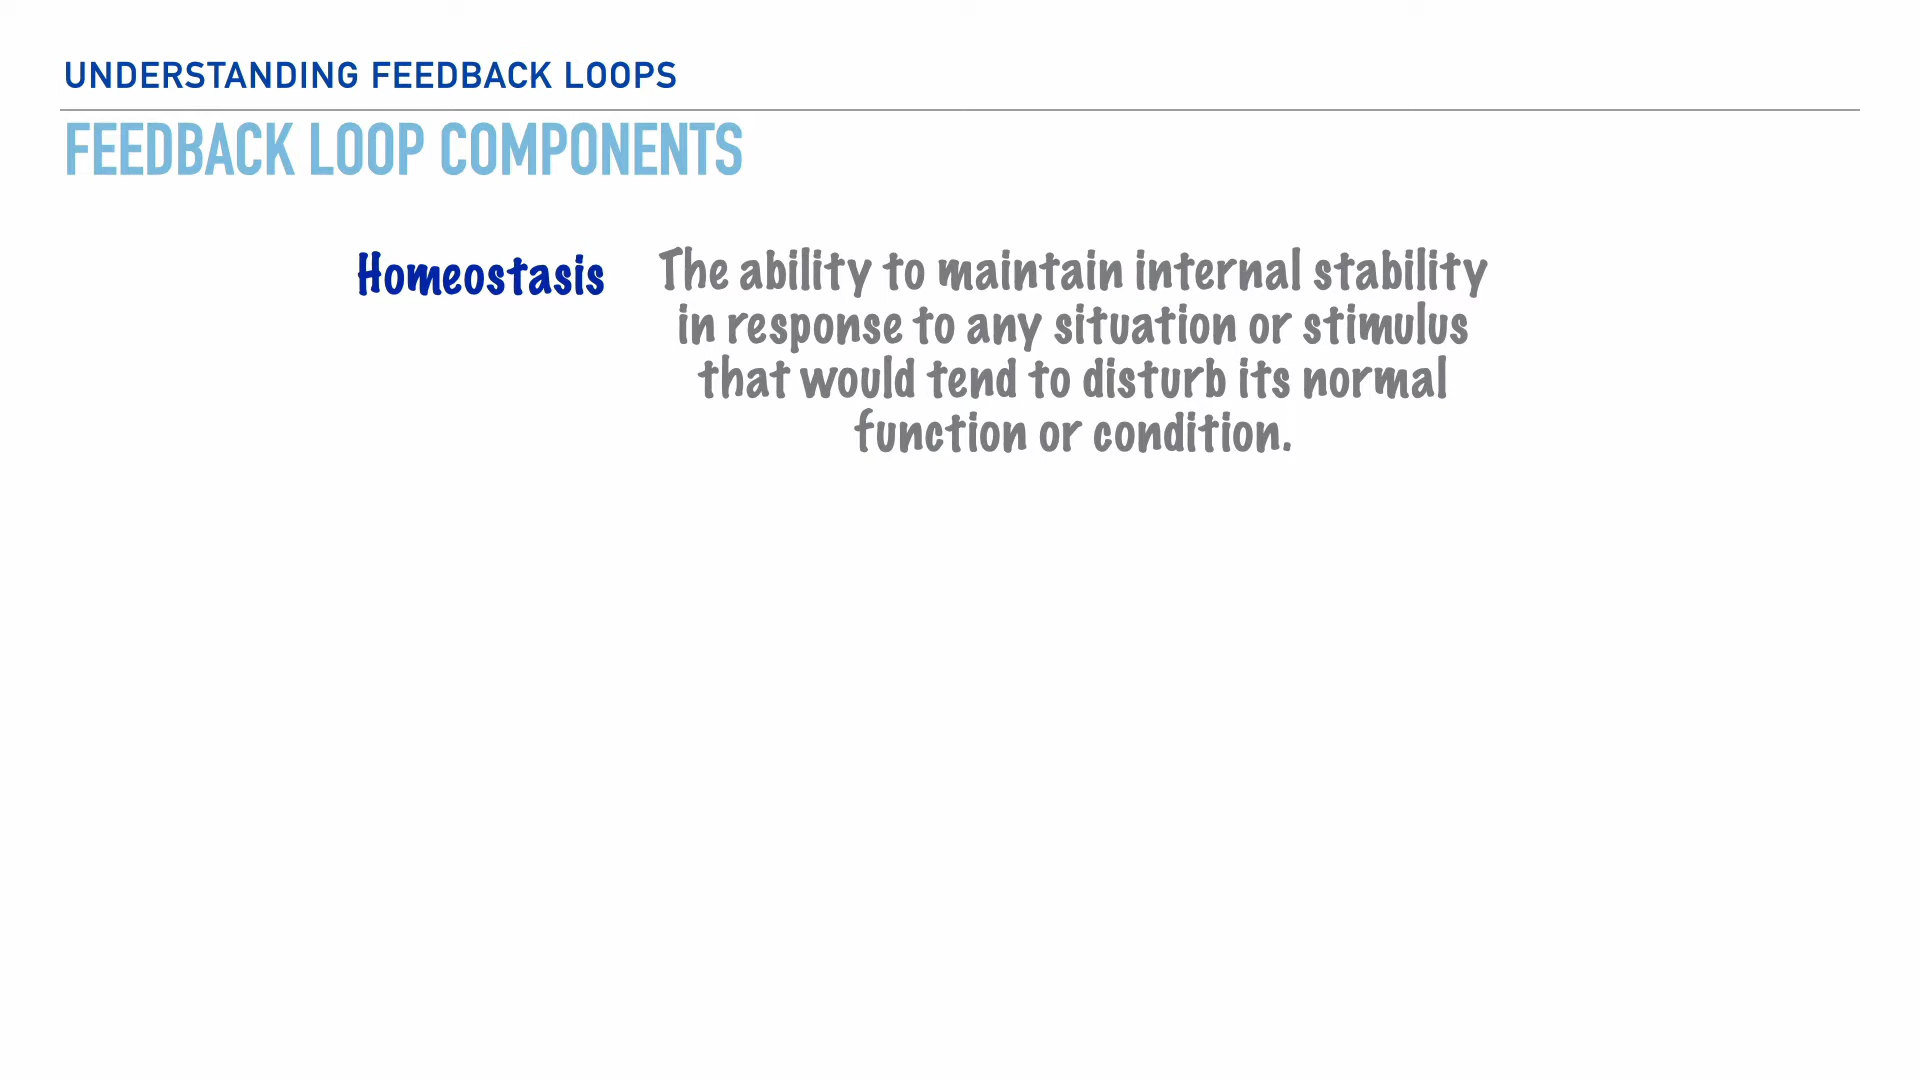 UNDERSTANDING FEEDBACK LOOPS
FEEDBACK LOOP COMPONENTS
Homeostasis
The ability to maintain internal stability
in response to any situation or stimulus
that would tend to disturb its normal
function or condition.